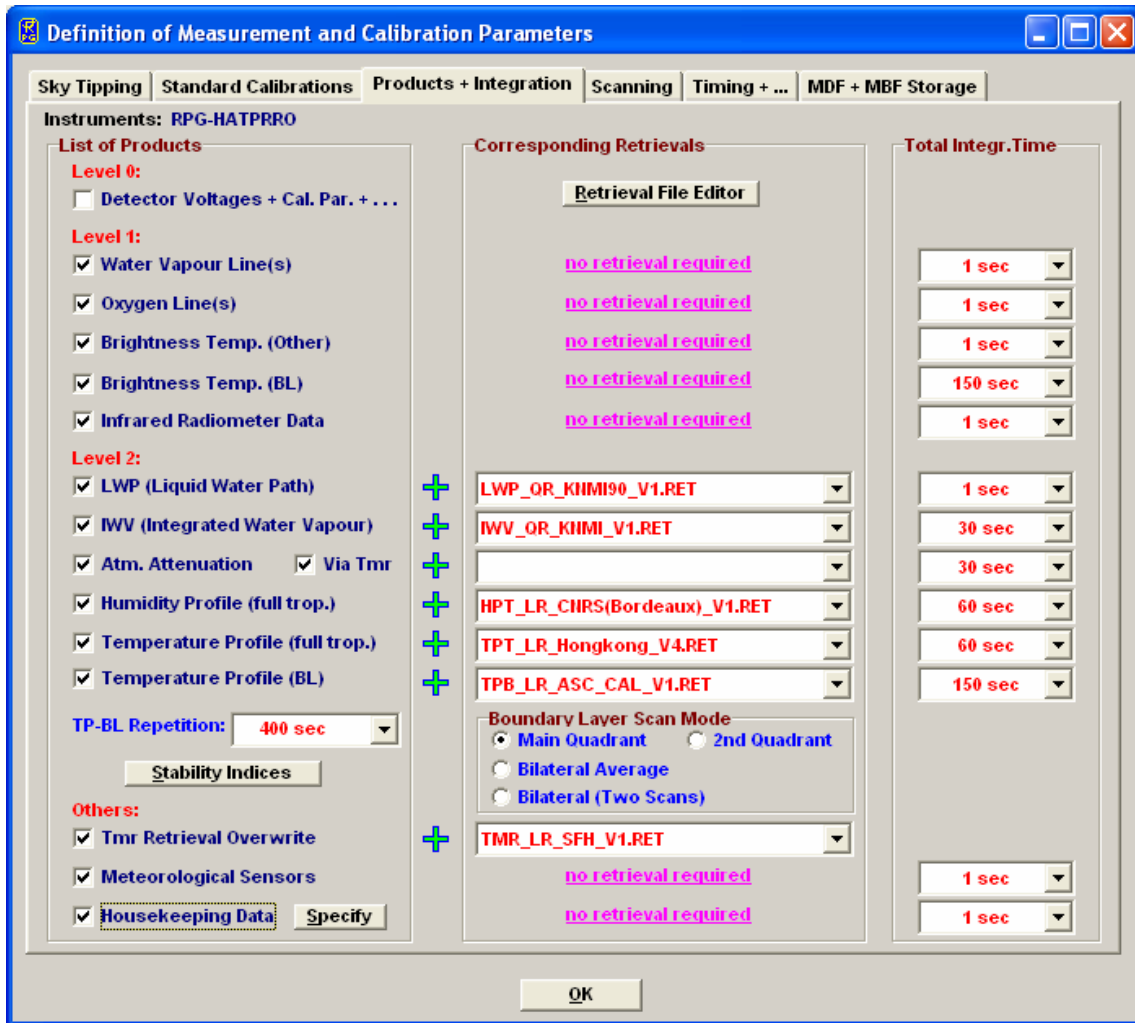 Definition of Measurement and Calibration Parameters
Sky Tipping Standard Calibrations Products + Integration Scanning Timing + ... MDF + MBF Storage
Instruments: RPG-HATPRRO
List of Products Corresponding Retrievals Total Integr.Time
Level 0:
Detector Voltages + Cal. Par. + . . . Retrieval File Editor
Level 1:
Water Vapour Line(s) no retrieval required 1 sec
Oxygen Line(s) no retrieval required 1 sec
Brightness Temp. (Other) no retrieval required 1 sec
Brightness Temp. (BL) no retrieval required 150 sec
Infrared Radiometer Data no retrieval required 1 sec
Level 2:
LWP (Liquid Water Path) LWP_QR_KNMI90_V1.RET 1 sec
IWV (Integrated Water Vapour) IWV_QR_KNMI_V1.RET 30 sec
Atm. Attenuation Via Tmr 30 sec
Humidity Profile (full trop.) HPT_LR_CNRS(Bordeaux)_V1.RET 60 sec
Temperature Profile (full trop.) TPT_LR_Hongkong_V4.RET 60 sec
Temperature Profile (BL) TPB_LR_ASC_CAL_V1.RET 150 sec
TP-BL Repetition: 400 sec
Boundary Layer Scan Mode
Main Quadrant 2nd Quadrant
Bilateral Average
Bilateral (Two Scans)
Stability Indices
Others:
Tmr Retrieval Overwrite TMR_LR_SFH_V1.RET
Meteorological Sensors no retrieval required 1 sec
Housekeeping Data Specify no retrieval required 1 sec
OK